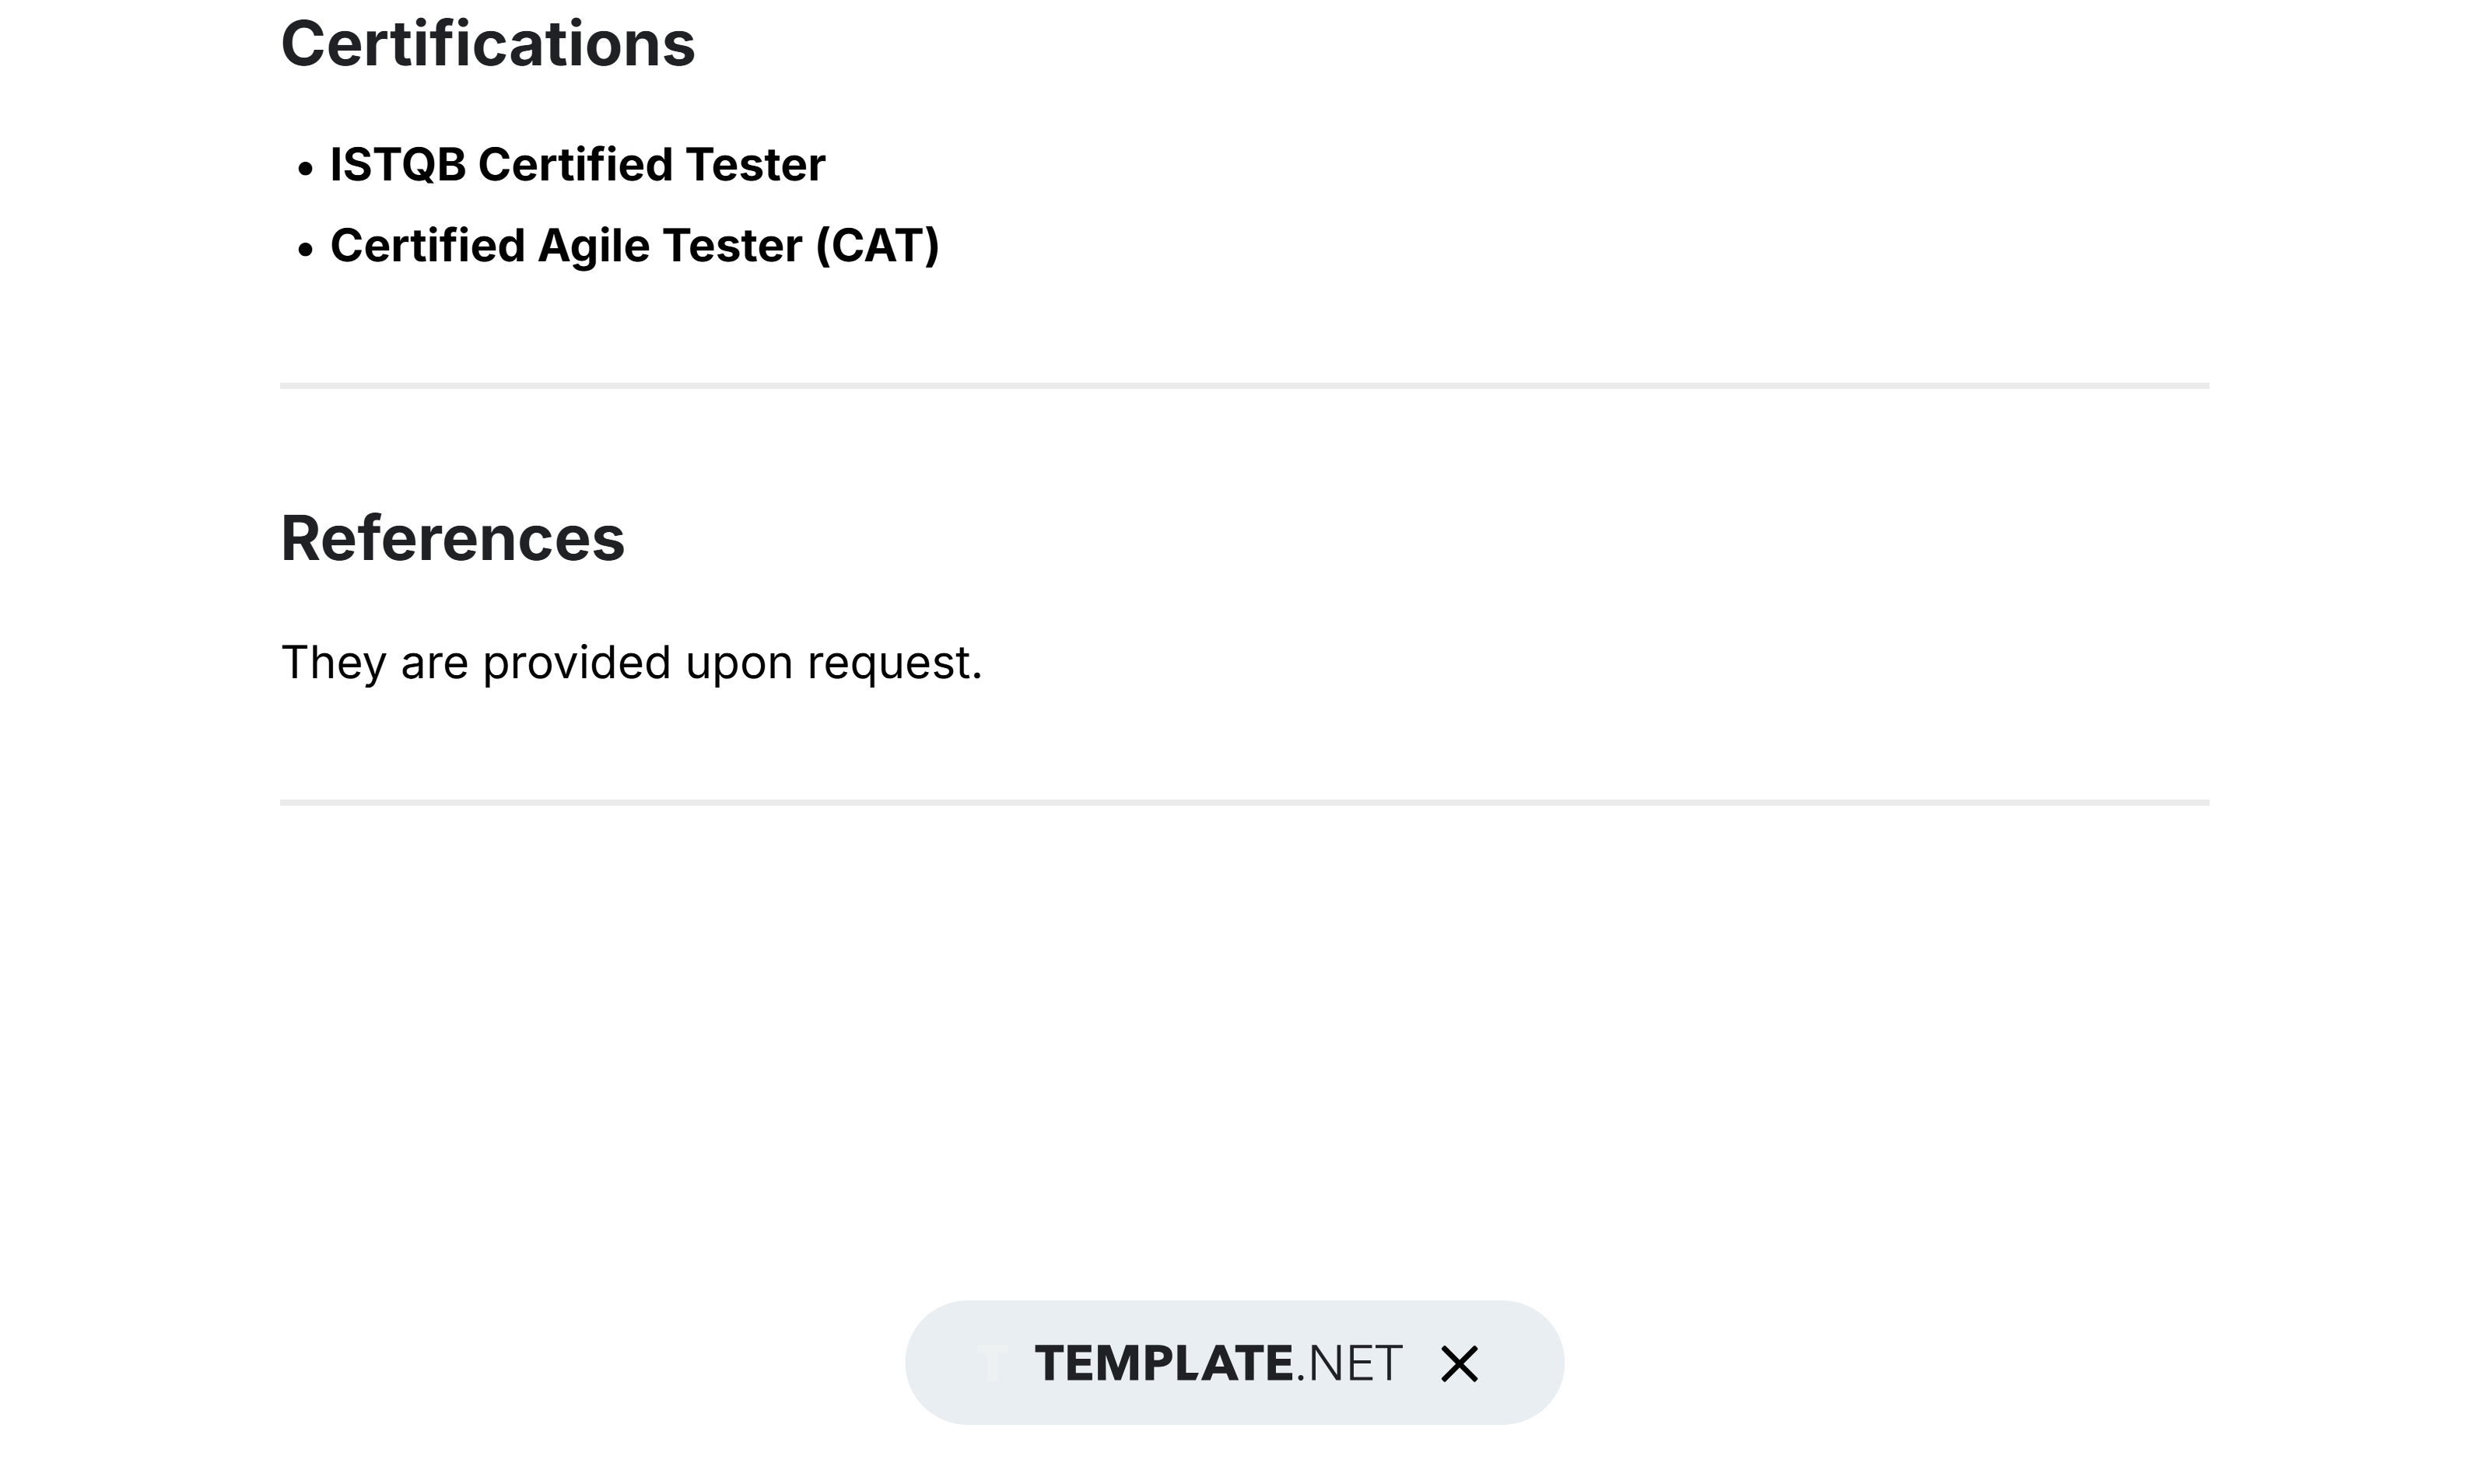 Certifications
ISTQB Certified Tester
Certified Agile Tester (CAT)
References
They are provided upon request.
T TEMPLATE.NET